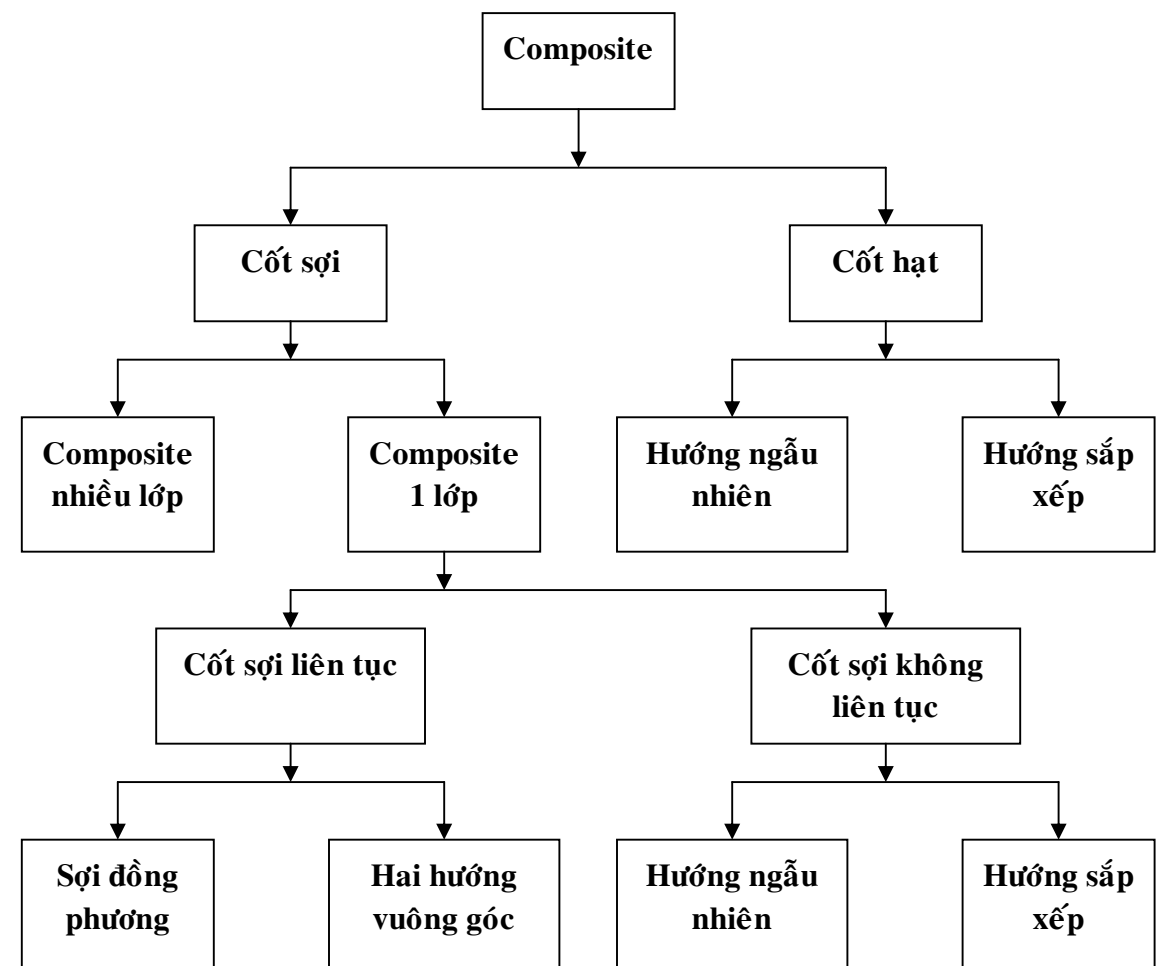 Composite
Cốt sợi
Cốt hạt
Composite
nhiều lớp
Composite
1 lớp
Hướng ngẫu
nhiên
Hướng sắp
xếp
Cốt sợi liên tục
Cốt sợi không
liên tục
Sợi đồng
phương
Hai hướng
vuông góc
Hướng ngẫu
nhiên
Hướng sắp
xếp